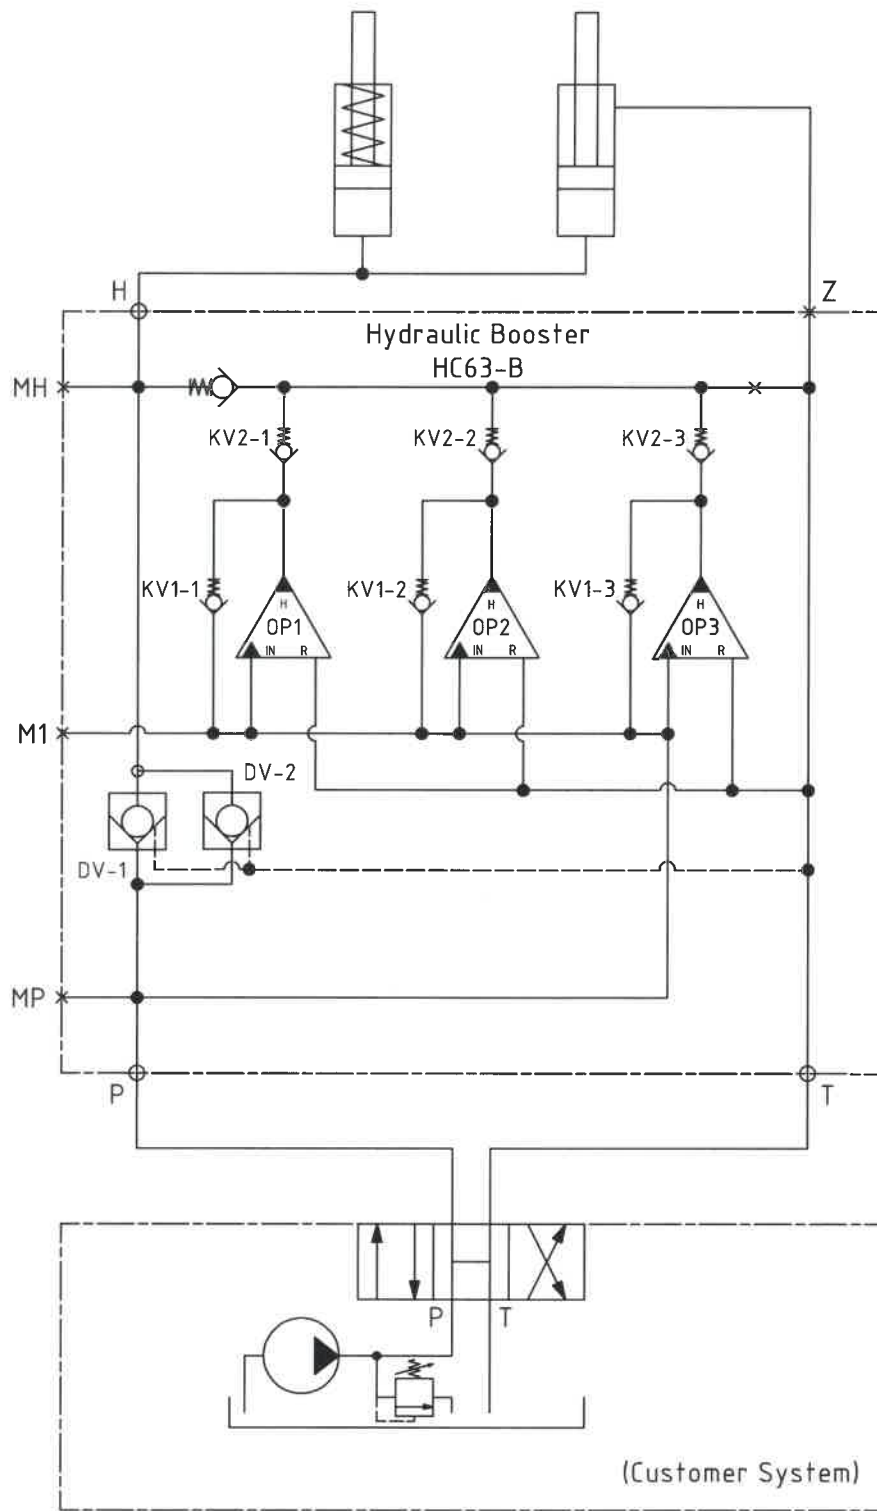 H
Z
Hydraulic Booster
HC63-B
MH
KV2-1
KV2-2
KV2-3
KV1-1
KV1-2
KV1-3
H
H
H
OP1
OP2
OP3
IN R
IN R
IN R
M1
DV-2
DV-1
MP
P
T
P
T
(Customer System)